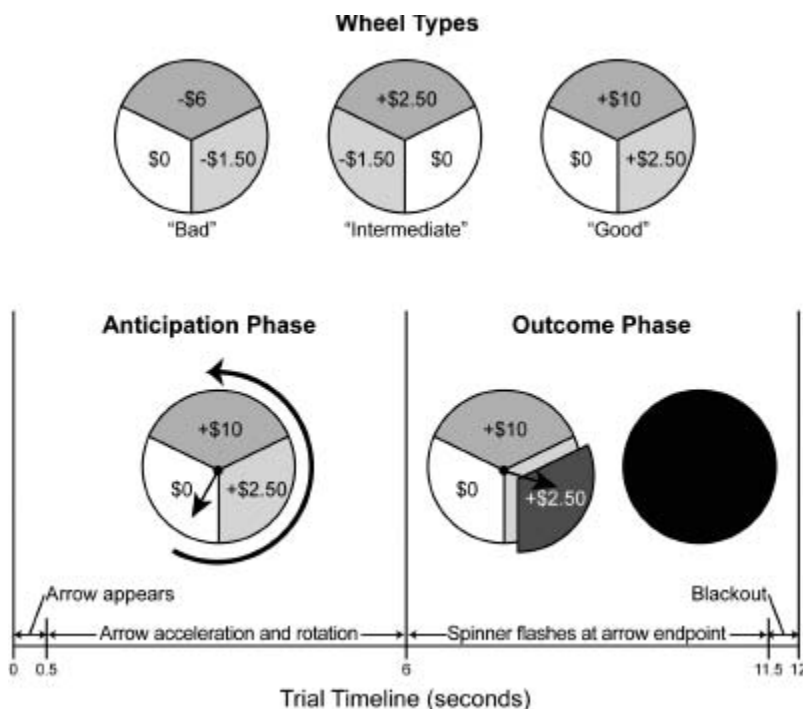 Wheel Types
-$6
$0
-$1.50
"Bad"
+$2.50
-$1.50
$0
"Intermediate"
+$10
$0
+$2.50
"Good"
Anticipation Phase
Outcome Phase
+$10
$0
+$2.50
+$10
$0
+$2.50
Arrow appears
Blackout
Arrow acceleration and rotation
Spinner flashes at arrow endpoint
0 0.5 6 11.5 12
Trial Timeline (seconds)